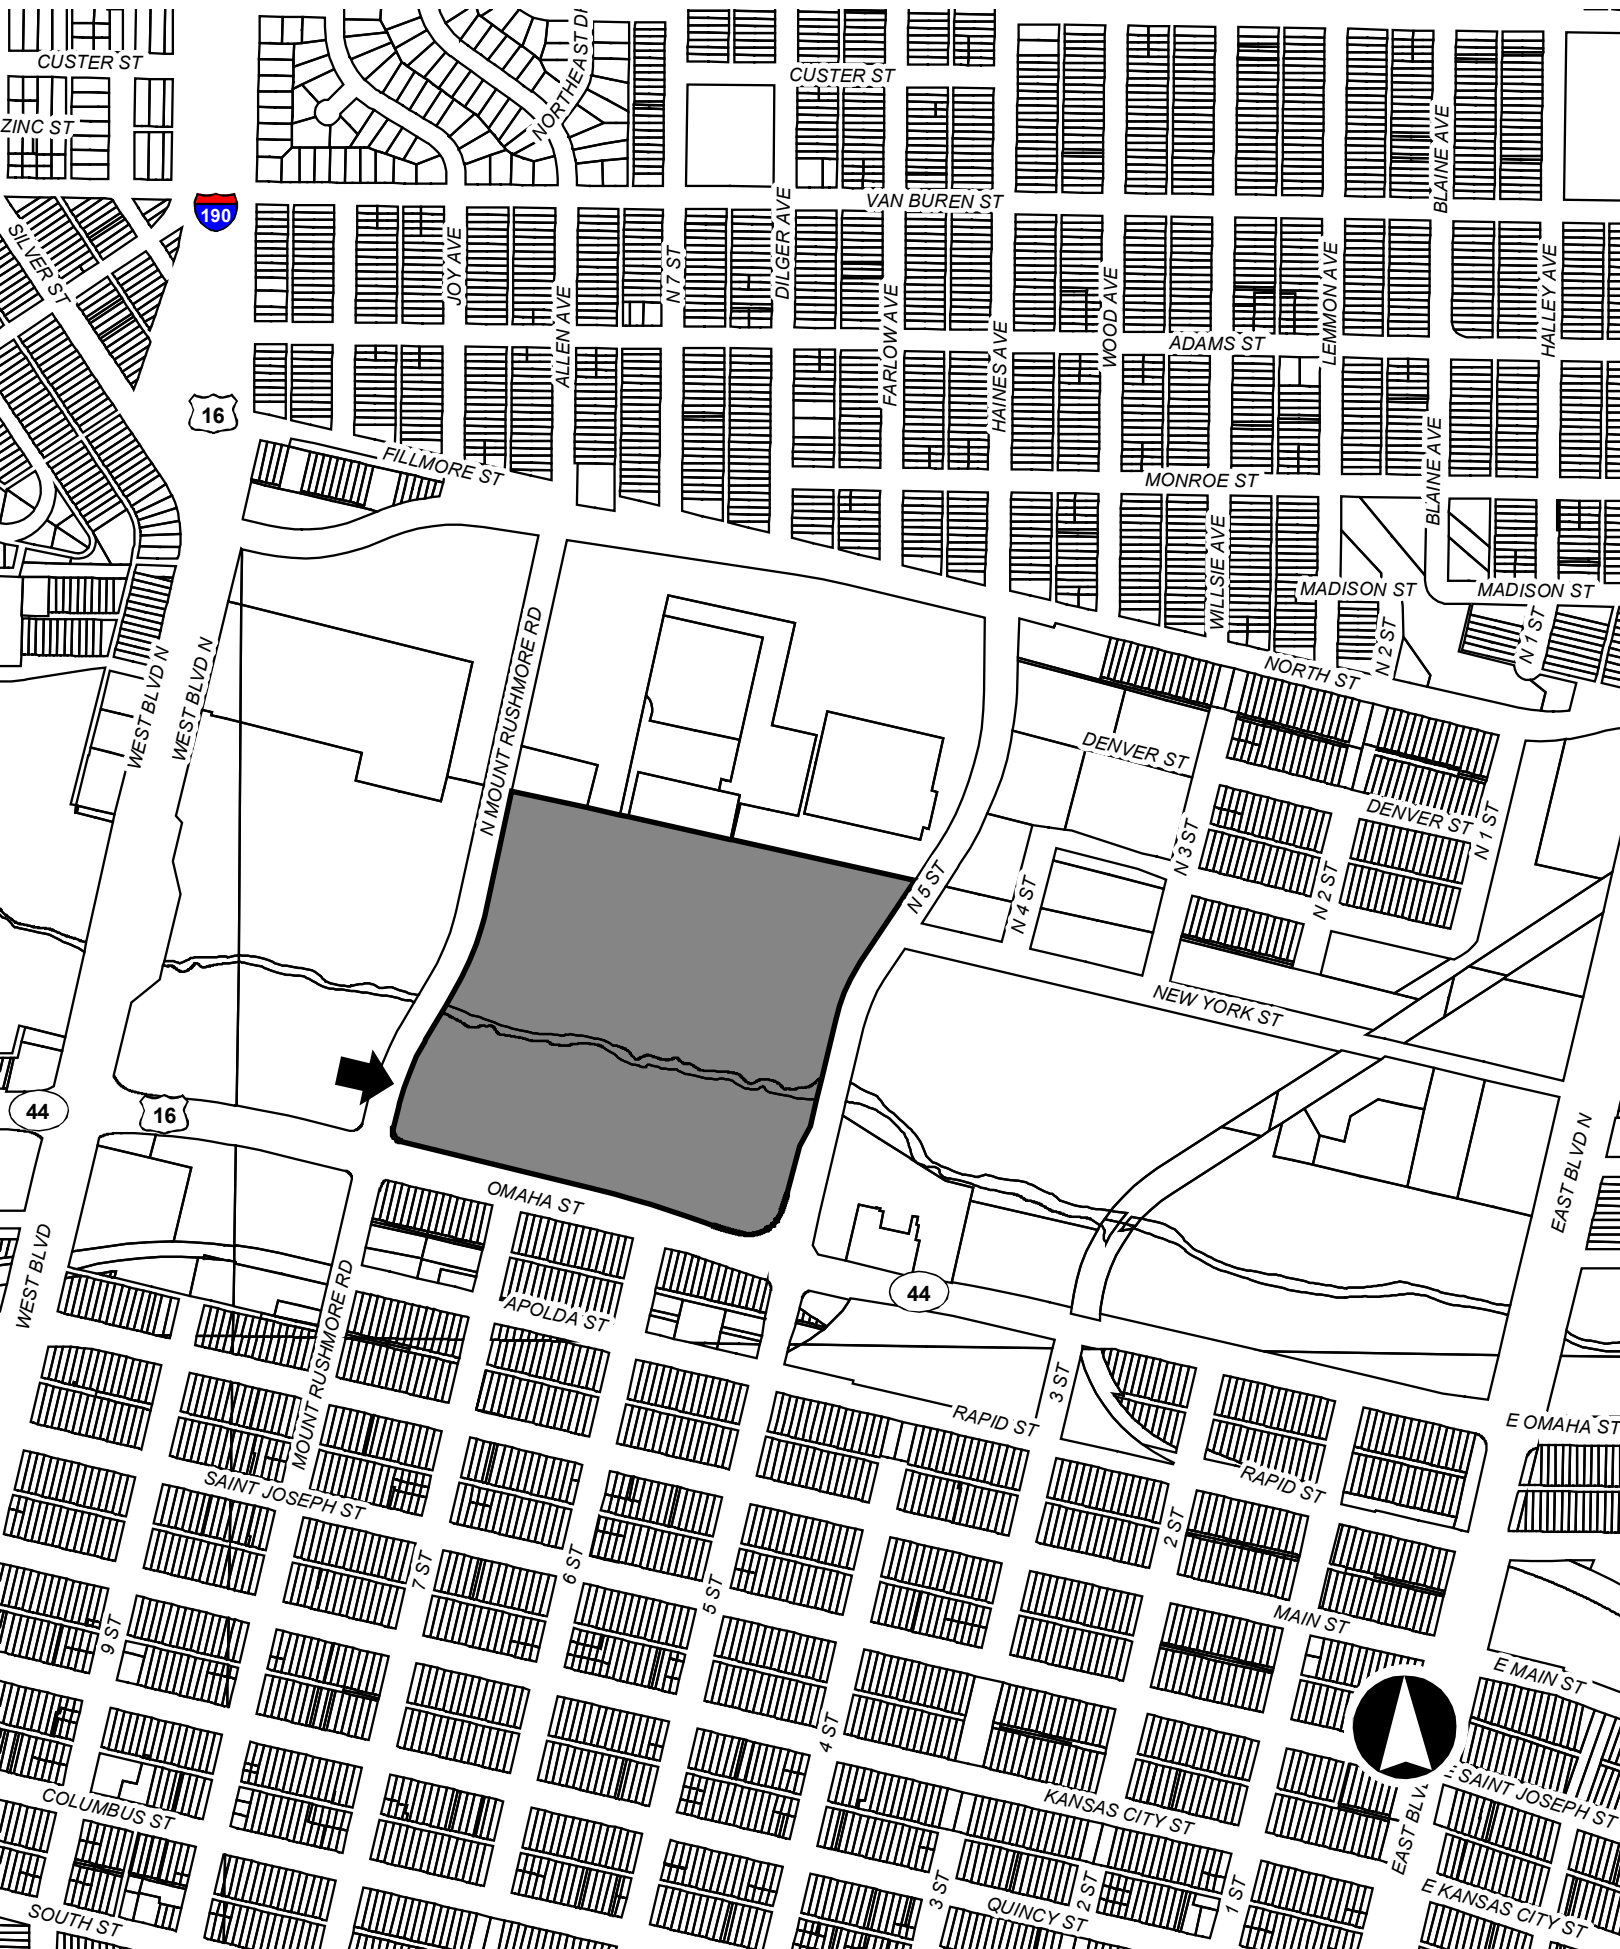 CUSTER ST
NORTHEAST DR
CUSTER ST
ZINC ST
BLAINE AVE
190
VAN BUREN ST
SILVER ST
JOY AVE
N 7 ST
DILGER AVE
ALLEN AVE
FARLOW AVE
HAINES AVE
WOOD AVE
ADAMS ST
LEMMON AVE
HALLEY AVE
16
FILLMORE ST
MONROE ST
BLAINE AVE
WILLSIE AVE
MADISON ST
MADISON ST
N 1 ST
N 2 ST
NORTH ST
WEST BLVD N
WEST BLVD N
N MOUNT RUSHMORE RD
DENVER ST
DENVER ST
N 1 ST
N 3 ST
N 5 ST
N 4 ST
N 2 ST
NEW YORK ST
44
16
EAST BLVD N
OMAHA ST
WEST BLVD
MOUNT RUSHMORE RD
APOLDA ST
44
3 ST
RAPID ST
E OMAHA ST
SAINT JOSEPH ST
RAPID ST
2 ST
7 ST
6 ST
5 ST
9 ST
MAIN ST
E MAIN ST
4 ST
COLUMBUS ST
KANSAS CITY ST
E SAINT JOSEPH ST
EAST BLV
SOUTH ST
3 ST
QUINCY ST
2 ST
1 ST
E KANSAS CITY ST